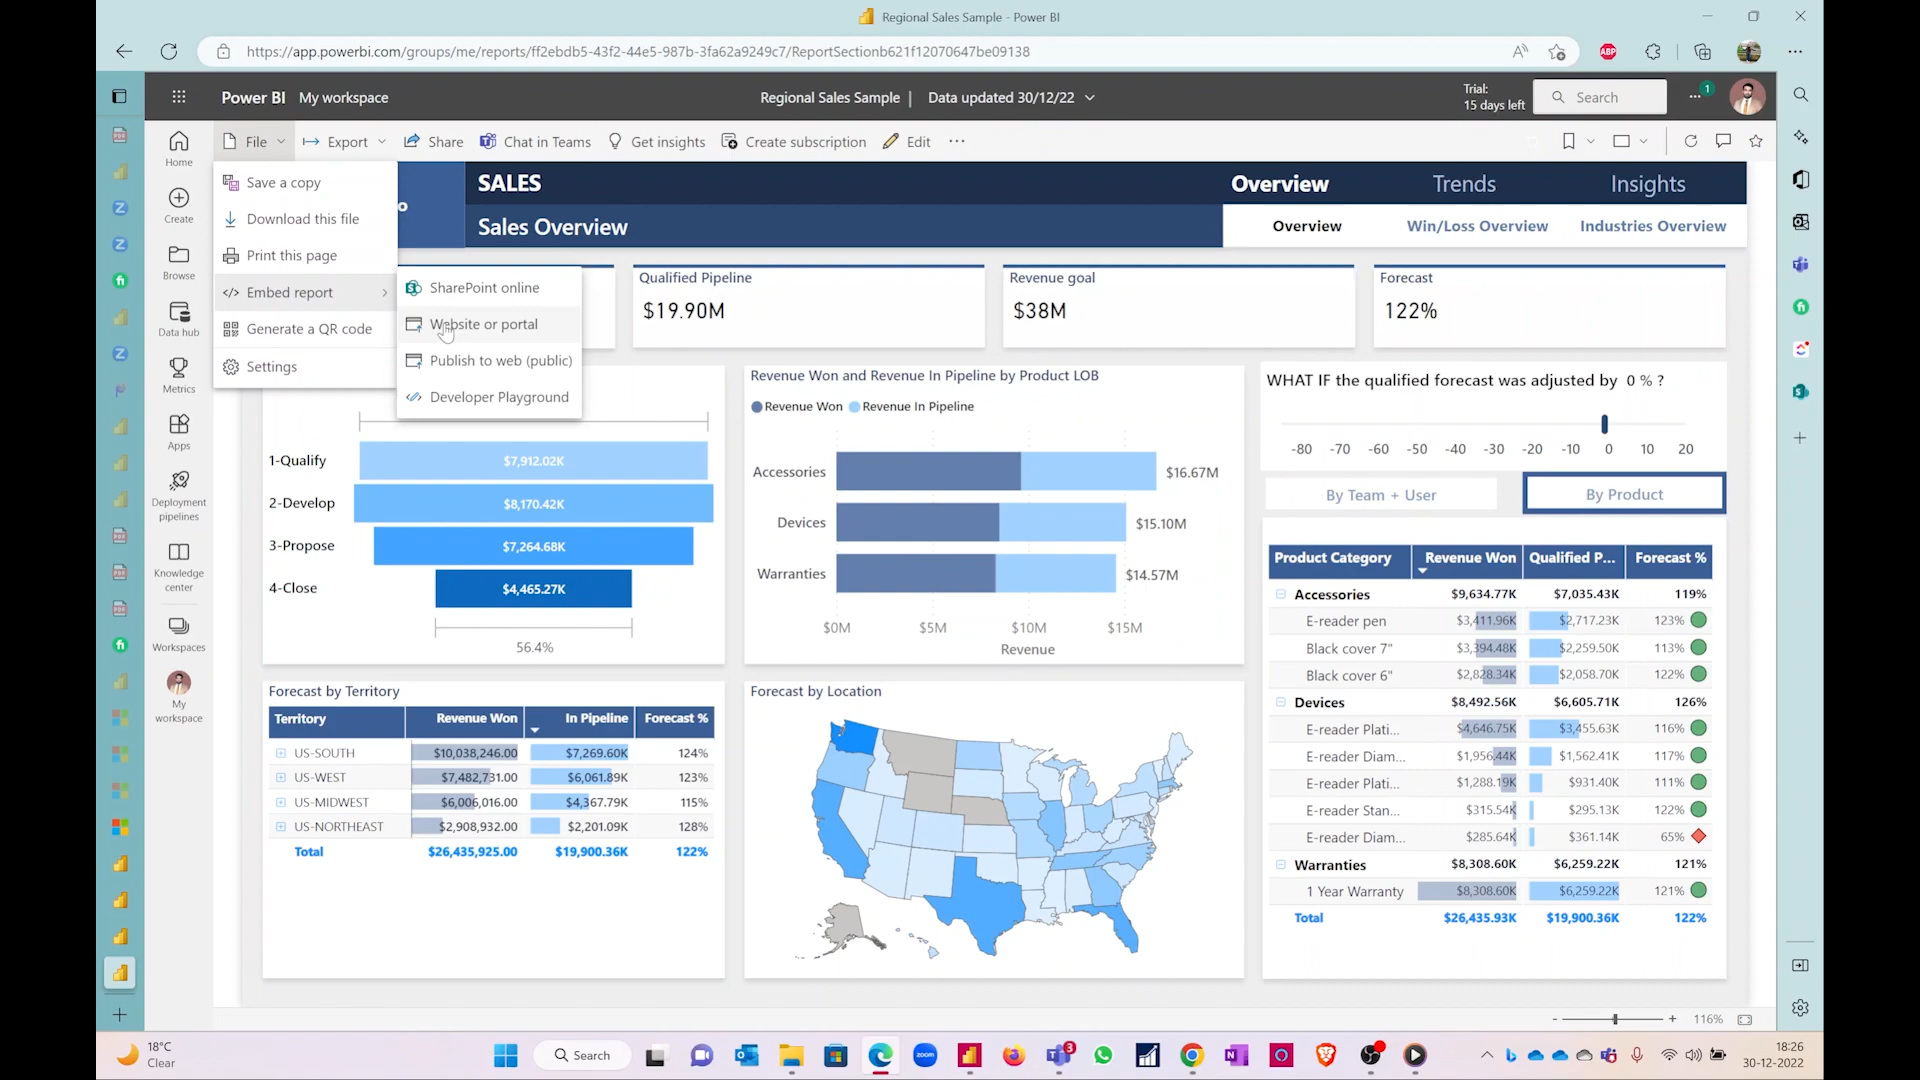 Regional Sales Sample - Power BI
https://app.powerbi.com/groups/me/reports/ff2ebdb5-43f2-44e5-987b-3fa62a9249c7/ReportSectionb621f12070647be09138
Power BI My workspace
Regional Sales Sample | Data updated 30/12/22
Trial:
15 days left
Search
1
File Export Share Chat in Teams Get insights Create subscription Edit
Home
Create
Browse
Data hub
Metrics
Apps
Deployment
pipelines
Knowledge
center
Workspaces
My
workspace
Save a copy
Download this file
Print this page
Embed report
Generate a QR code
Settings
SharePoint online
Website or portal
Publish to web (public)
Developer Playground
o
SALES
Overview Trends Insights
Sales Overview
Overview Win/Loss Overview Industries Overview
Qualified Pipeline
$19.90M
Revenue goal
$38M
Forecast
122%
1-Qualify $7,912.02K
2-Develop $8,170.42K
3-Propose $7,264.68K
4-Close $4,465.27K
56.4%
Revenue Won and Revenue In Pipeline by Product LOB
Revenue Won Revenue In Pipeline
Accessories $16.67M
Devices $15.10M
Warranties $14.57M
$0M $5M $10M $15M
Revenue
WHAT IF the qualified forecast was adjusted by 0 % ?
-80 -70 -60 -50 -40 -30 -20 -10 0 10 20
By Team + User By Product
Product Category Revenue Won Qualified P... Forecast %
Accessories $9,634.77K $7,035.43K 119%
E-reader pen $3,411.96K $2,717.23K 123%
Black cover 7" $3,394.48K $2,259.50K 113%
Black cover 6" $2,828.34K $2,058.70K 122%
Devices $8,492.56K $6,605.71K 126%
E-reader Plati... $4,646.75K $3,455.63K 116%
E-reader Diam... $1,956.44K $1,562.41K 117%
E-reader Plati... $1,288.19K $931.40K 111%
E-reader Stan... $315.54K $295.13K 122%
E-reader Diam... $285.64K $361.14K 65%
Warranties $8,308.60K $6,259.22K 121%
1 Year Warranty $8,308.60K $6,259.22K 121%
Total $26,435.93K $19,900.36K 122%
Forecast by Territory
Territory Revenue Won In Pipeline Forecast %
US-SOUTH $10,038,246.00 $7,269.60K 124%
US-WEST $7,482,731.00 $6,061.89K 123%
US-MIDWEST $6,006,016.00 $4,367.79K 115%
US-NORTHEAST $2,908,932.00 $2,201.09K 128%
Total $26,435,925.00 $19,900.36K 122%
Forecast by Location
- + 116%
18°C
Clear
Search
zoom
3
18:26
30-12-2022
ABP